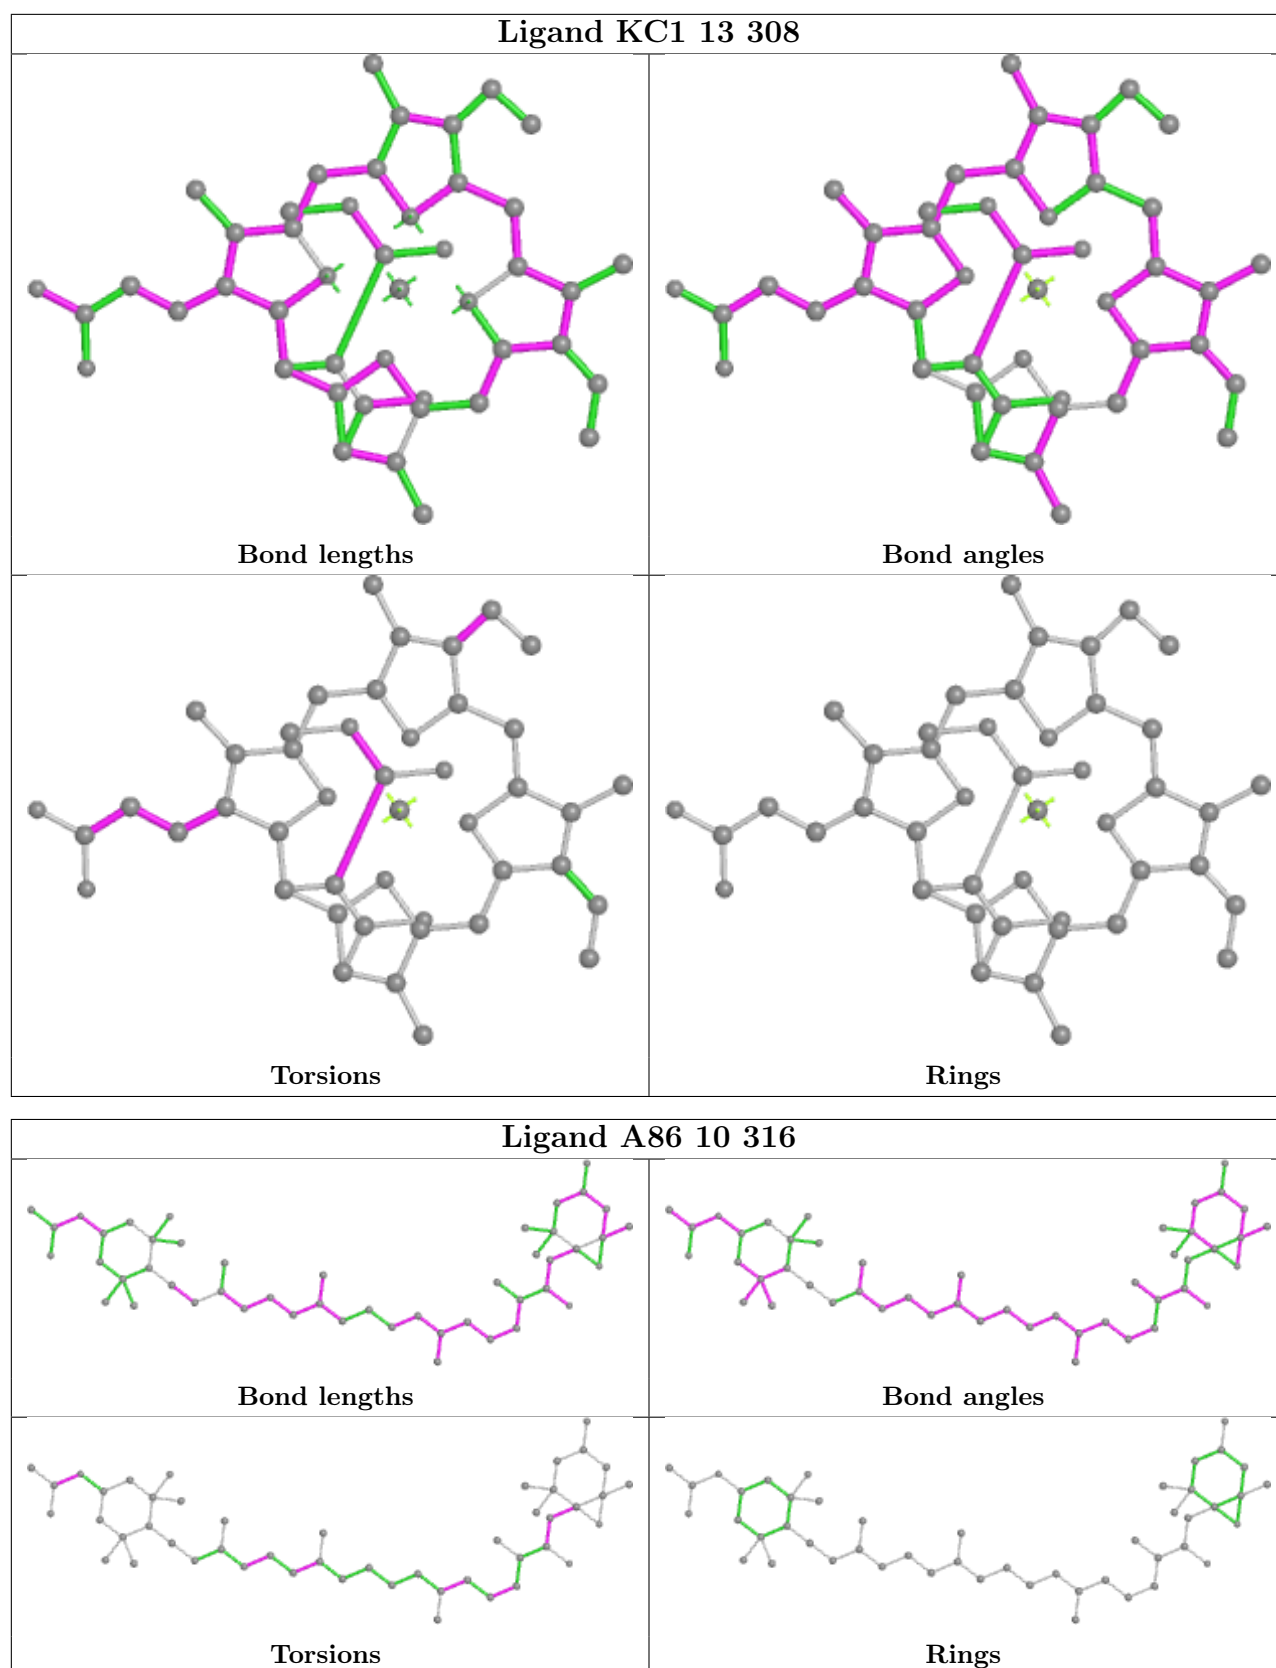 Ligand KC1 13 308
Bond lengths
Bond angles
Torsions
Rings
Ligand A86 10 316
Bond lengths
Bond angles
Torsions
Rings